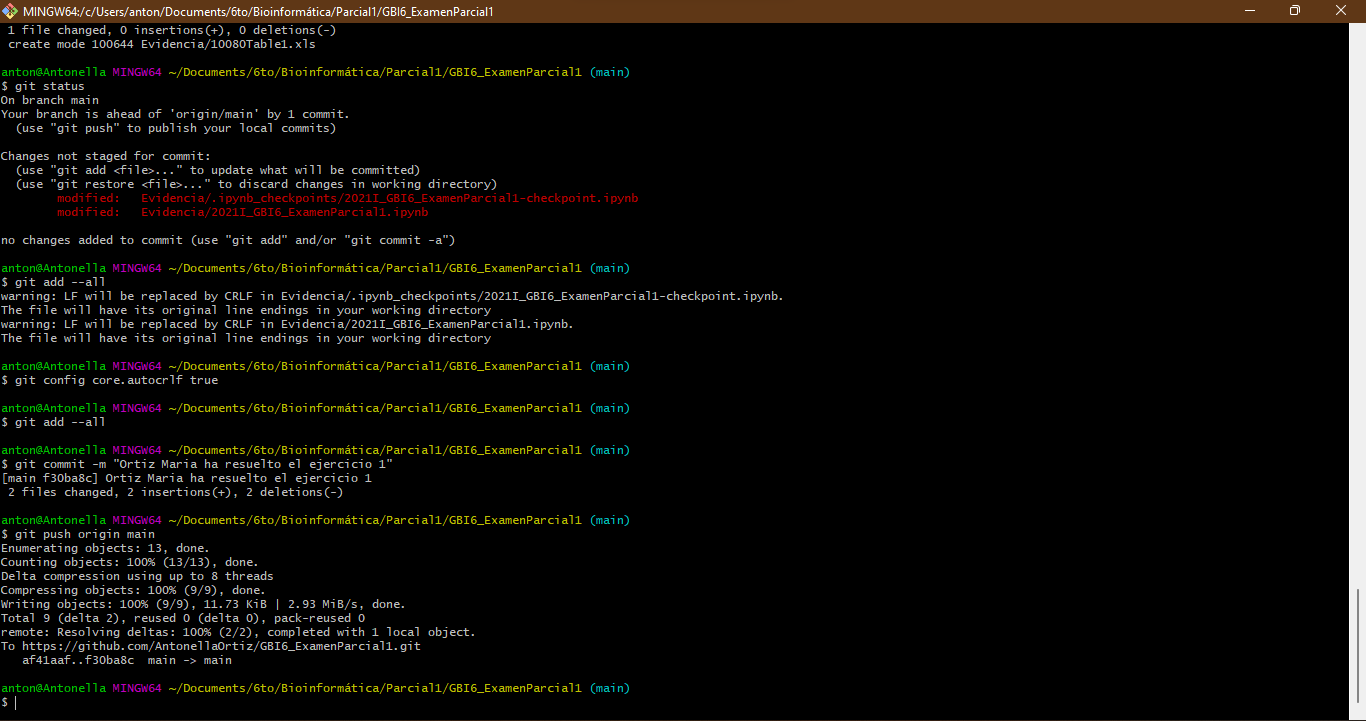 MINGW64:/c/Users/anton/Documents/6to/Bioinformática/Parcial1/GBI6_ExamenParcial1
1 file changed, 0 insertions(+), 0 deletions(-)
create mode 100644 Evidencia/10080Table1.xls
anton@Antonella MINGW64 ~/Documents/6to/Bioinformática/Parcial1/GBI6_ExamenParcial1 (main)
$ git status
On branch main
Your branch is ahead of 'origin/main' by 1 commit.
(use "git push" to publish your local commits)
Changes not staged for commit:
(use "git add <file>..." to update what will be committed)
(use "git restore <file>..." to discard changes in working directory)
modified:   Evidencia/.ipynb_checkpoints/2021I_GBI6_ExamenParcial1-checkpoint.ipynb
modified:   Evidencia/2021I_GBI6_ExamenParcial1.ipynb
no changes added to commit (use "git add" and/or "git commit -a")
anton@Antonella MINGW64 ~/Documents/6to/Bioinformática/Parcial1/GBI6_ExamenParcial1 (main)
$ git add --all
warning: LF will be replaced by CRLF in Evidencia/.ipynb_checkpoints/2021I_GBI6_ExamenParcial1-checkpoint.ipynb.
The file will have its original line endings in your working directory
warning: LF will be replaced by CRLF in Evidencia/2021I_GBI6_ExamenParcial1.ipynb.
The file will have its original line endings in your working directory
anton@Antonella MINGW64 ~/Documents/6to/Bioinformática/Parcial1/GBI6_ExamenParcial1 (main)
$ git config core.autocrlf true
anton@Antonella MINGW64 ~/Documents/6to/Bioinformática/Parcial1/GBI6_ExamenParcial1 (main)
$ git add --all
anton@Antonella MINGW64 ~/Documents/6to/Bioinformática/Parcial1/GBI6_ExamenParcial1 (main)
$ git commit -m "Ortiz Maria ha resuelto el ejercicio 1"
[main f30ba8c] Ortiz Maria ha resuelto el ejercicio 1
2 files changed, 2 insertions(+), 2 deletions(-)
anton@Antonella MINGW64 ~/Documents/6to/Bioinformática/Parcial1/GBI6_ExamenParcial1 (main)
$ git push origin main
Enumerating objects: 13, done.
Counting objects: 100% (13/13), done.
Delta compression using up to 8 threads
Compressing objects: 100% (9/9), done.
Writing objects: 100% (9/9), 11.73 KiB | 2.93 MiB/s, done.
Total 9 (delta 2), reused 0 (delta 0), pack-reused 0
remote: Resolving deltas: 100% (2/2), completed with 1 local object.
To https://github.com/AntonellaOrtiz/GBI6_ExamenParcial1.git
af41aaf..f30ba8c  main -> main
anton@Antonella MINGW64 ~/Documents/6to/Bioinformática/Parcial1/GBI6_ExamenParcial1 (main)
$